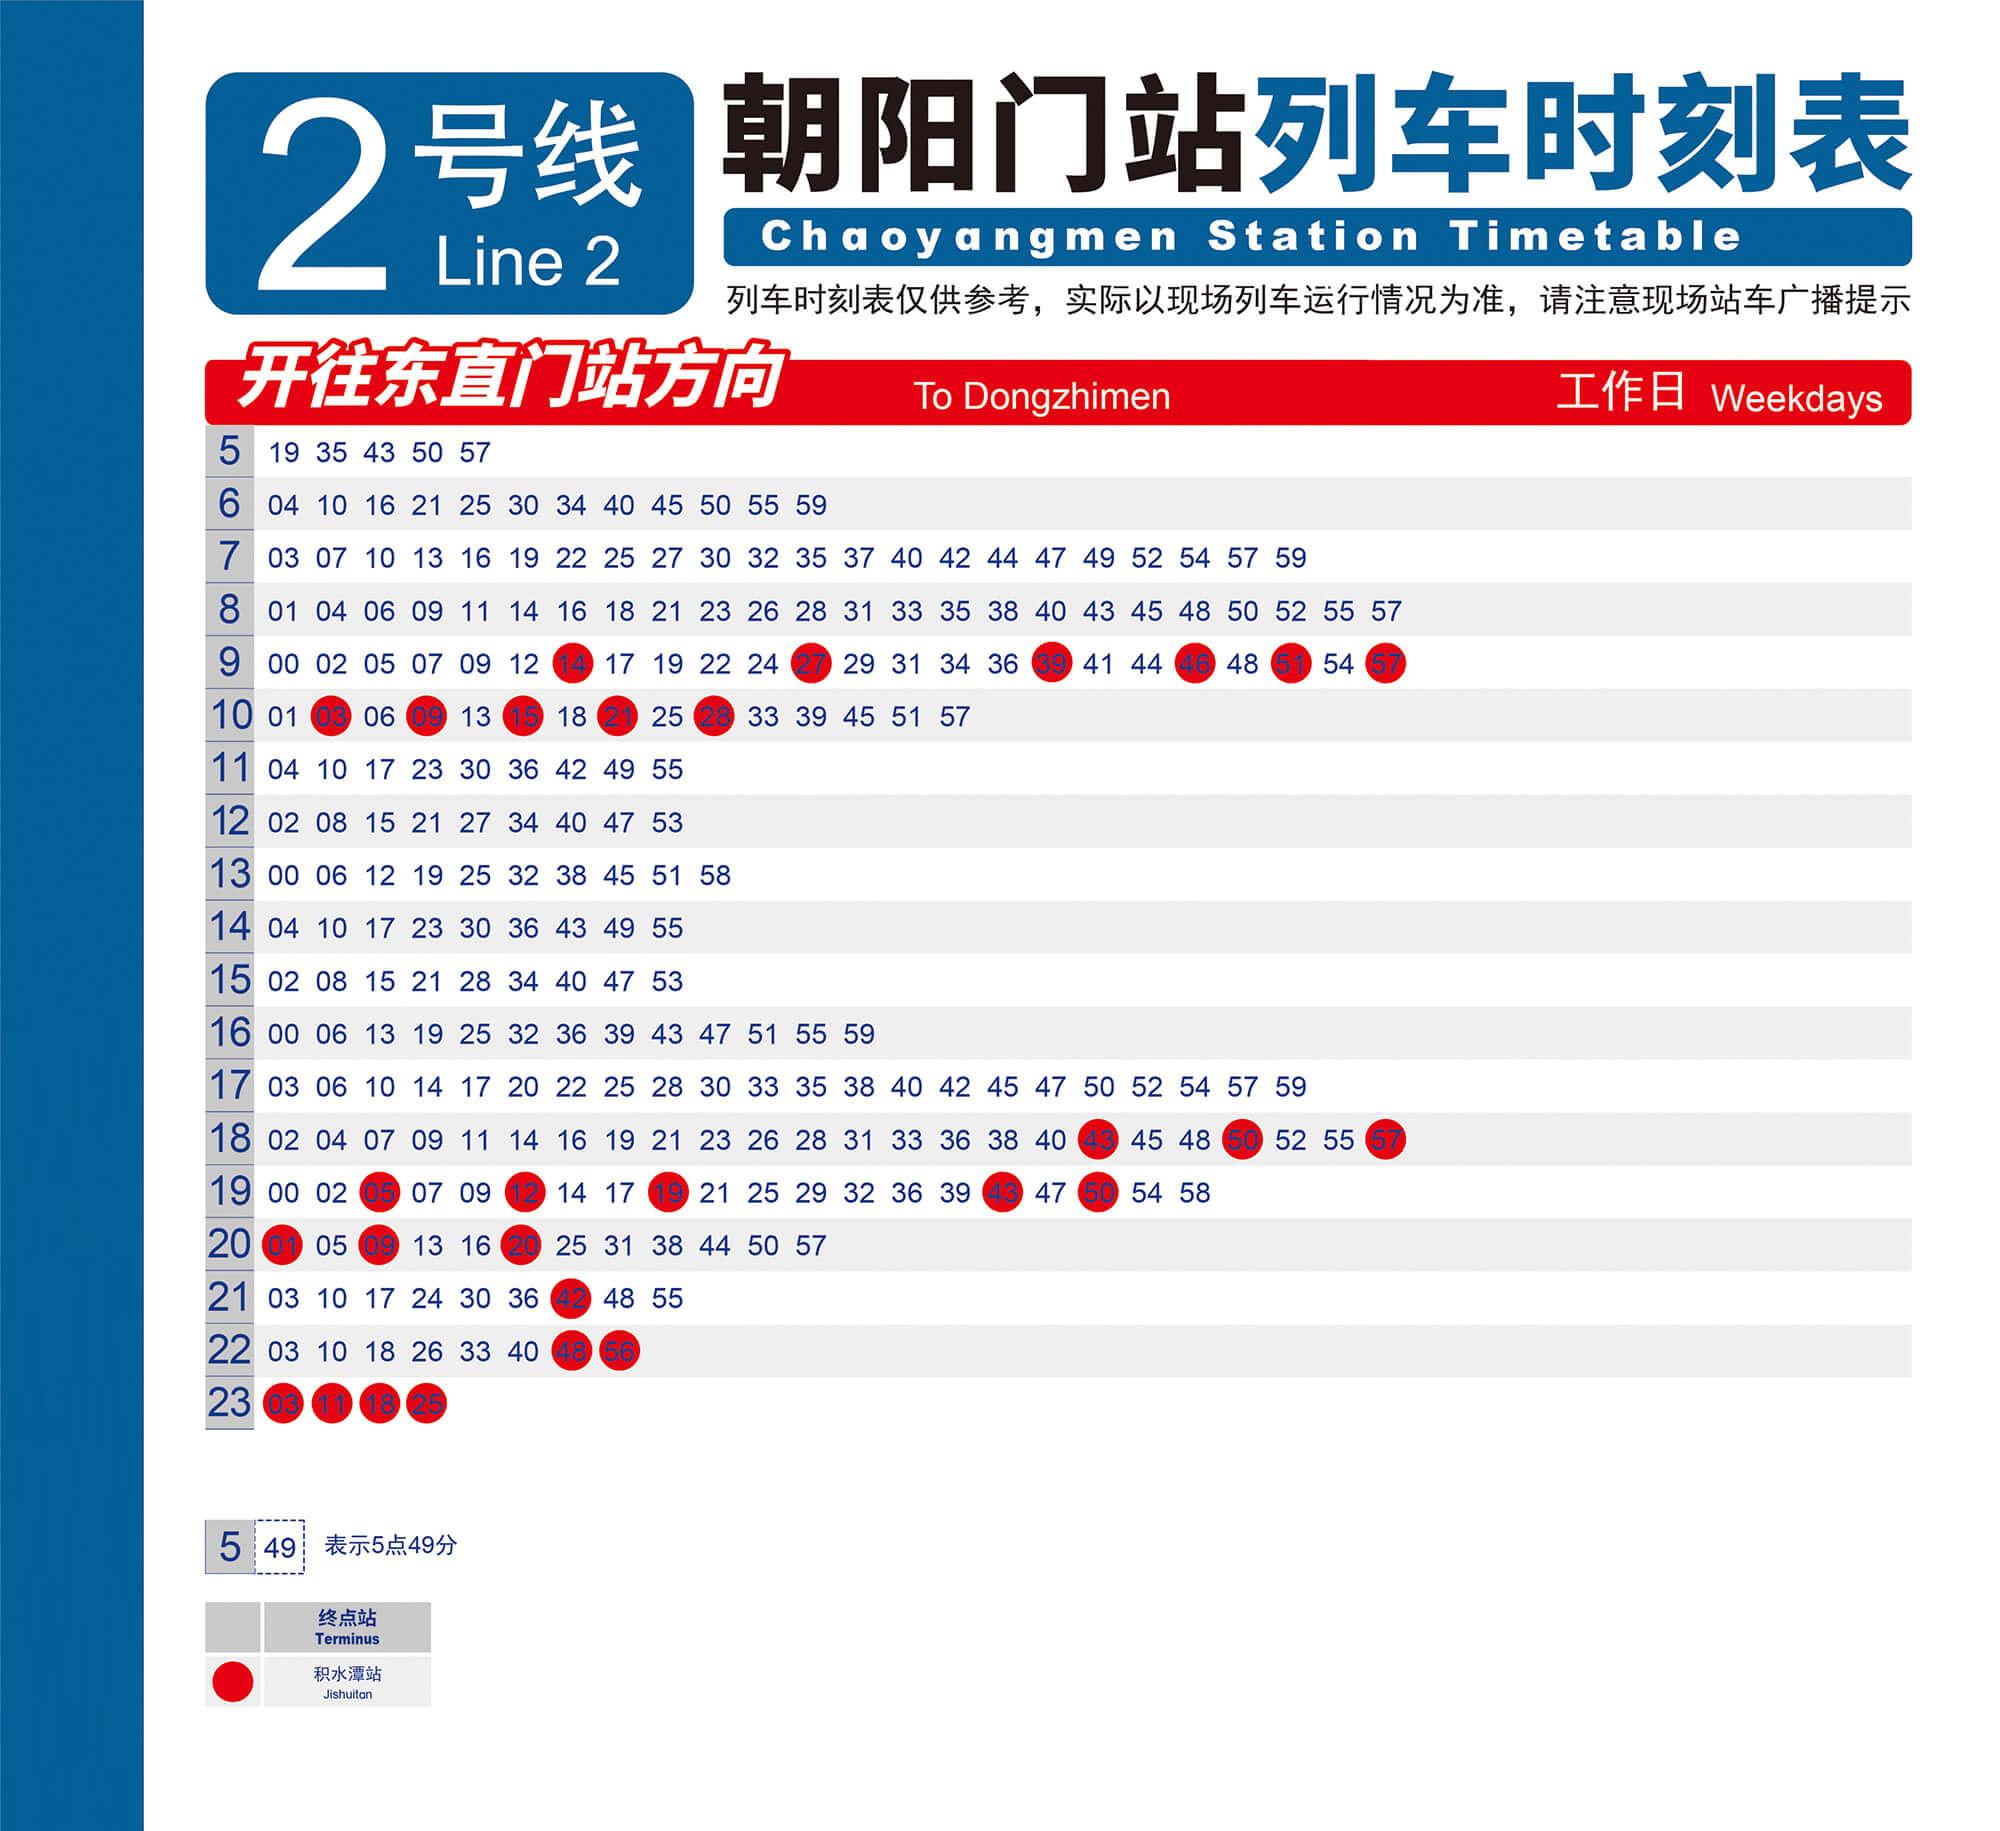 2号线
Line 2
朝阳门站列车时刻表
Chaoyangmen Station Timetable
列车时刻表仅供参考，实际以现场列车运行情况为准，请注意现场站车广播提示
开往东直门站方向 To Dongzhimen 工作日 Weekdays
5 19 35 43 50 57
6 04 10 16 21 25 30 34 40 45 50 55 59
7 03 07 10 13 16 19 22 25 27 30 32 35 37 40 42 44 47 49 52 54 57 59
8 01 04 06 09 11 14 16 18 21 23 26 28 31 33 35 38 40 43 45 48 50 52 55 57
9 00 02 05 07 09 12 14 17 19 22 24 27 29 31 34 36 39 41 44 46 48 51 54 57
10 01 03 06 09 13 15 18 21 25 28 33 39 45 51 57
11 04 10 17 23 30 36 42 49 55
12 02 08 15 21 27 34 40 47 53
13 00 06 12 19 25 32 38 45 51 58
14 04 10 17 23 30 36 43 49 55
15 02 08 15 21 28 34 40 47 53
16 00 06 13 19 25 32 36 39 43 47 51 55 59
17 03 06 10 14 17 20 22 25 28 30 33 35 38 40 42 45 47 50 52 54 57 59
18 02 04 07 09 11 14 16 19 21 23 26 28 31 33 36 38 40 43 45 48 50 52 55 57
19 00 02 05 07 09 12 14 17 19 21 25 29 32 36 39 43 47 50 54 58
20 01 05 09 13 16 20 25 31 38 44 50 57
21 03 10 17 24 30 36 42 48 55
22 03 10 18 26 33 40 48 56
23 03 11 18 25
5 49 表示5点49分
终点站
Terminus
积水潭站
Jishuitan